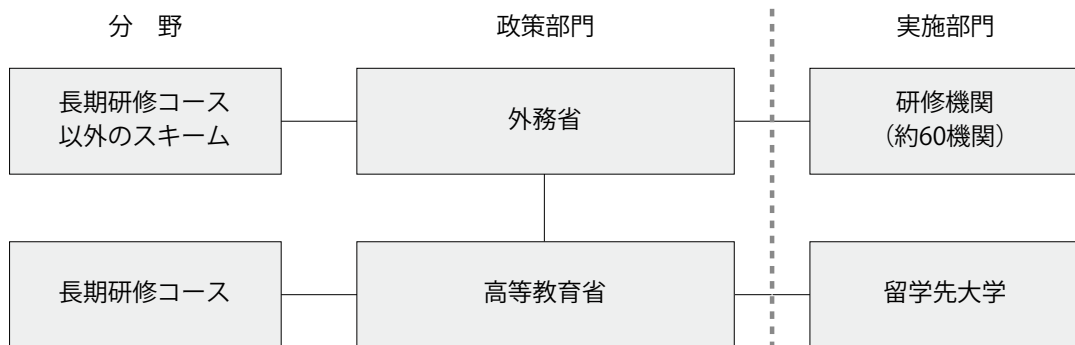 分　野
政策部門
実施部門
長期研修コース
以外のスキーム
外務省
研修機関
（約60機関）
長期研修コース
高等教育省
留学先大学